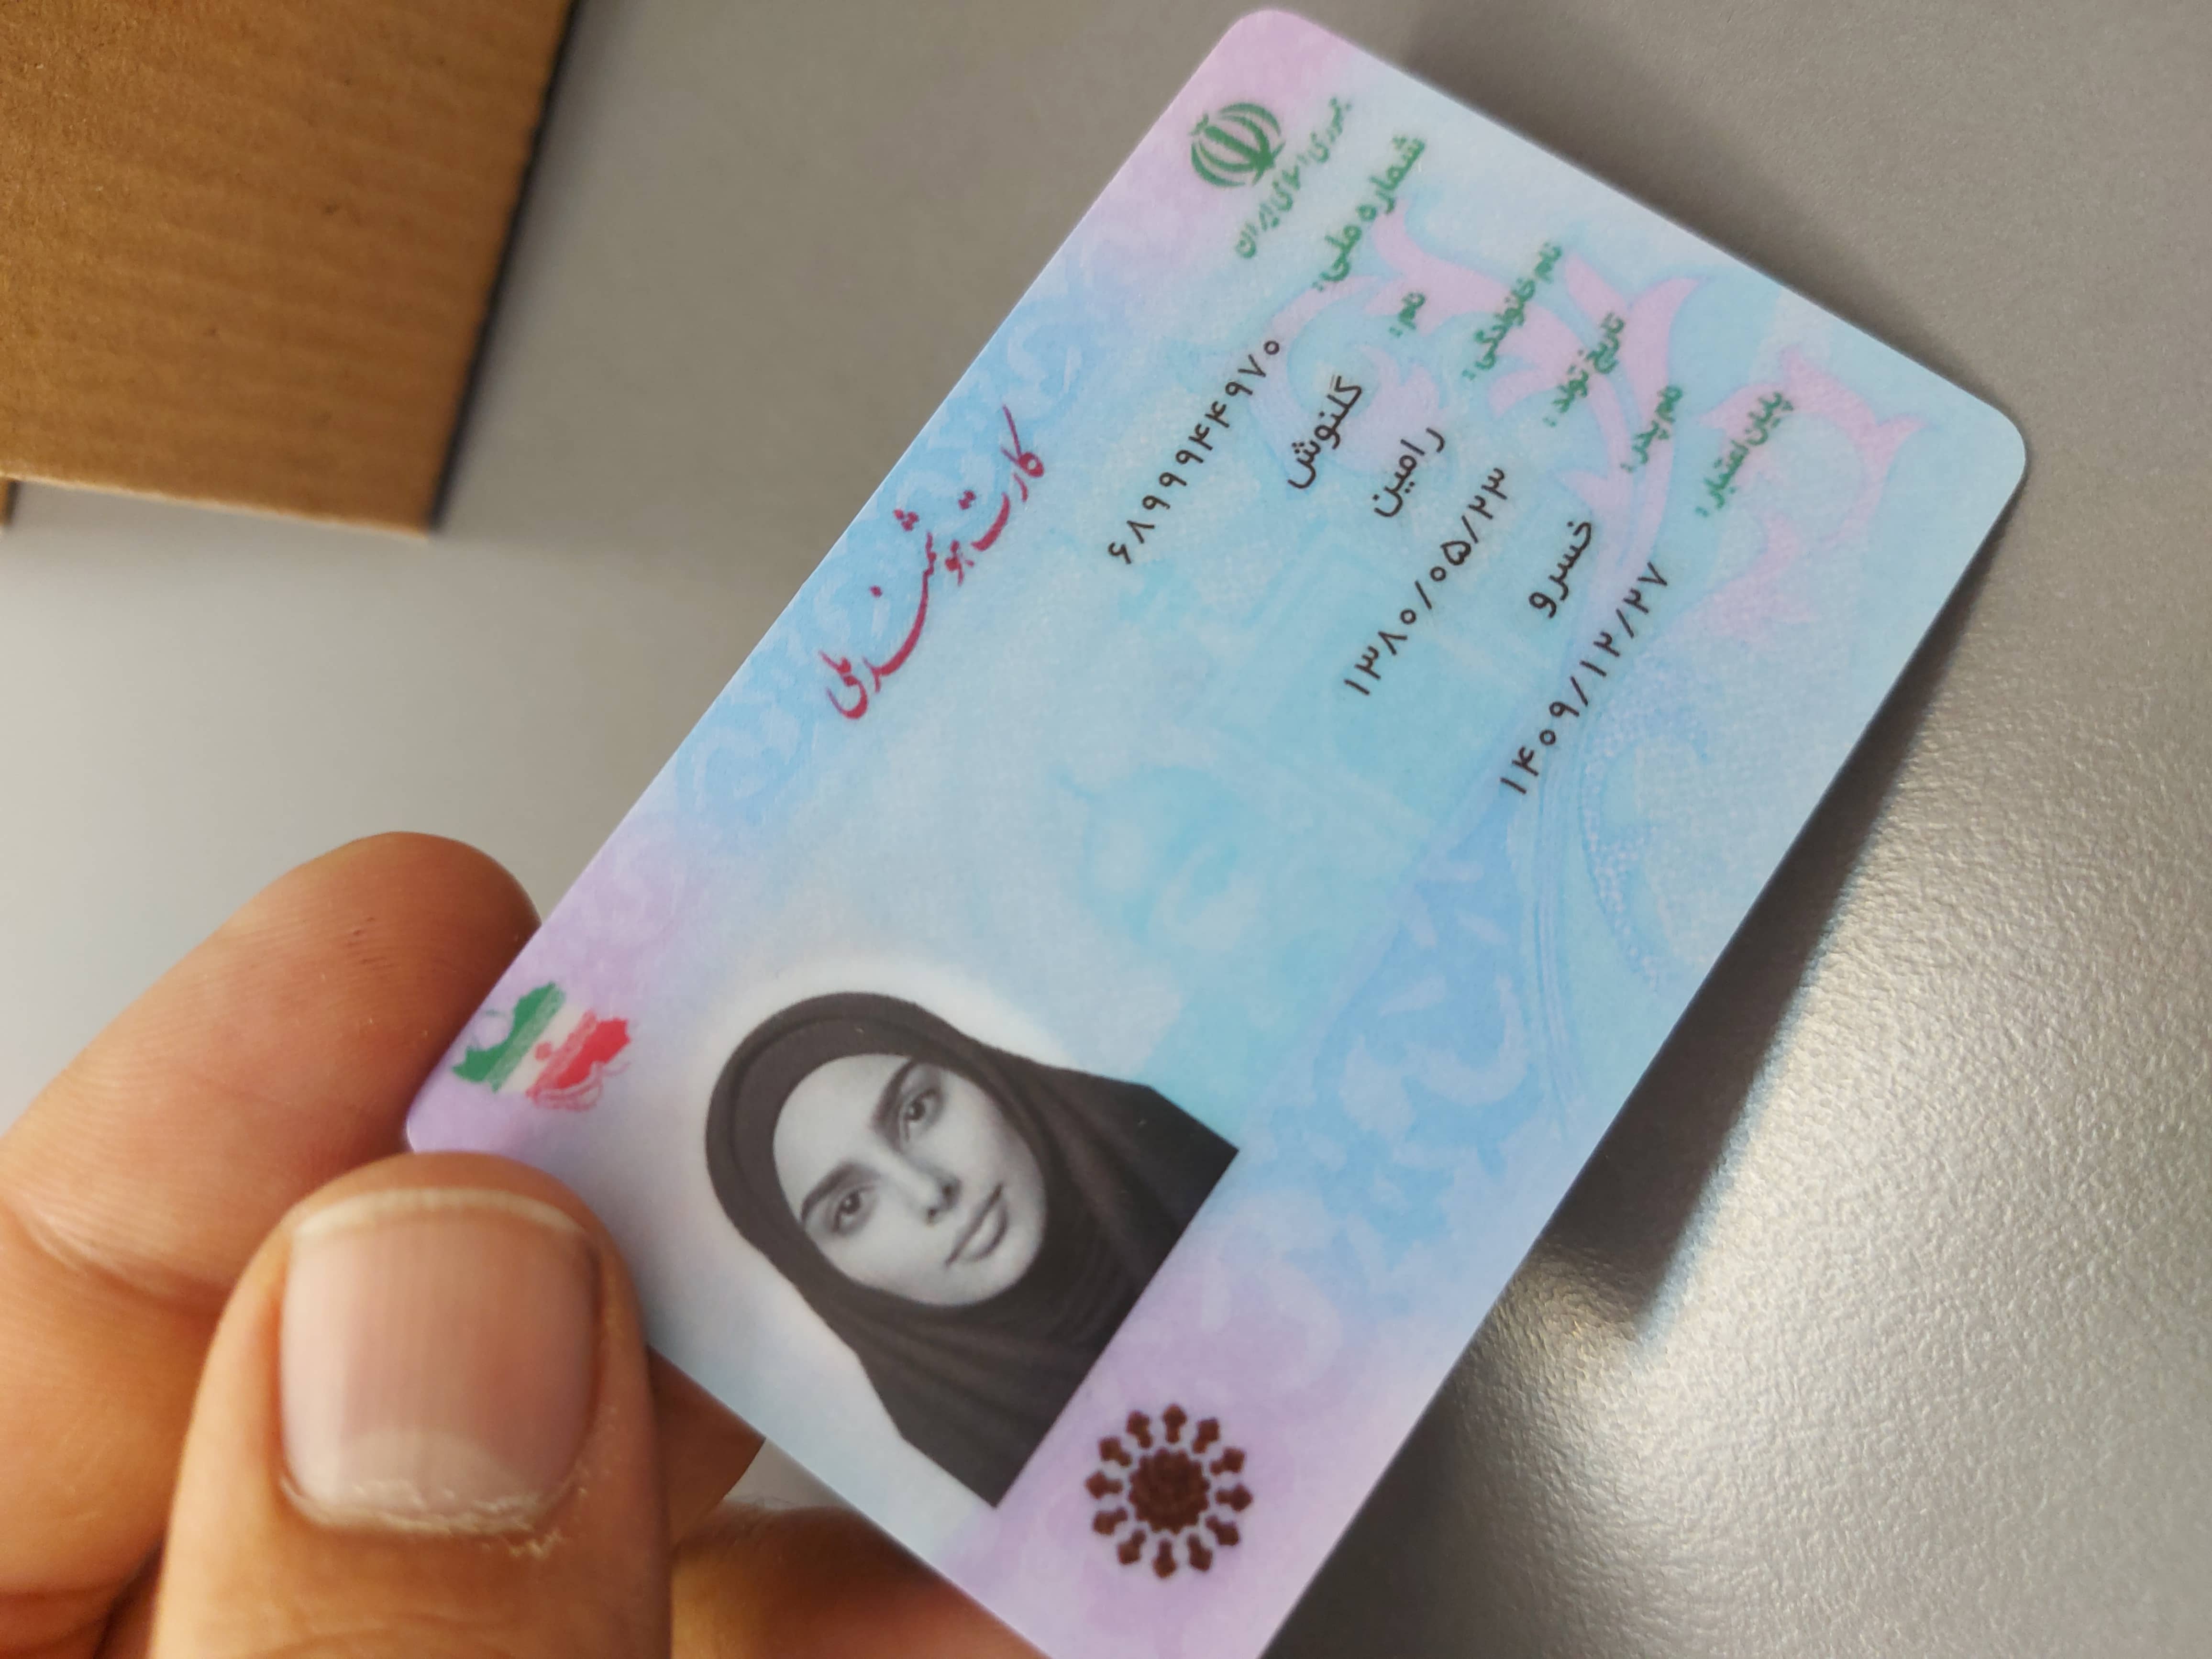 جمهوری اسلامی ایران
کارت هوشمند ملی
شماره ملی: ۶۸۹۹۹۴۴۹۷۰
نام: گلنوش
نام خانوادگی: رامین
تاریخ تولد: ۱۳۸۰/۰۵/۲۳
نام پدر: خسرو
پایان اعتبار: ۱۴۰۹/۱۲/۲۷